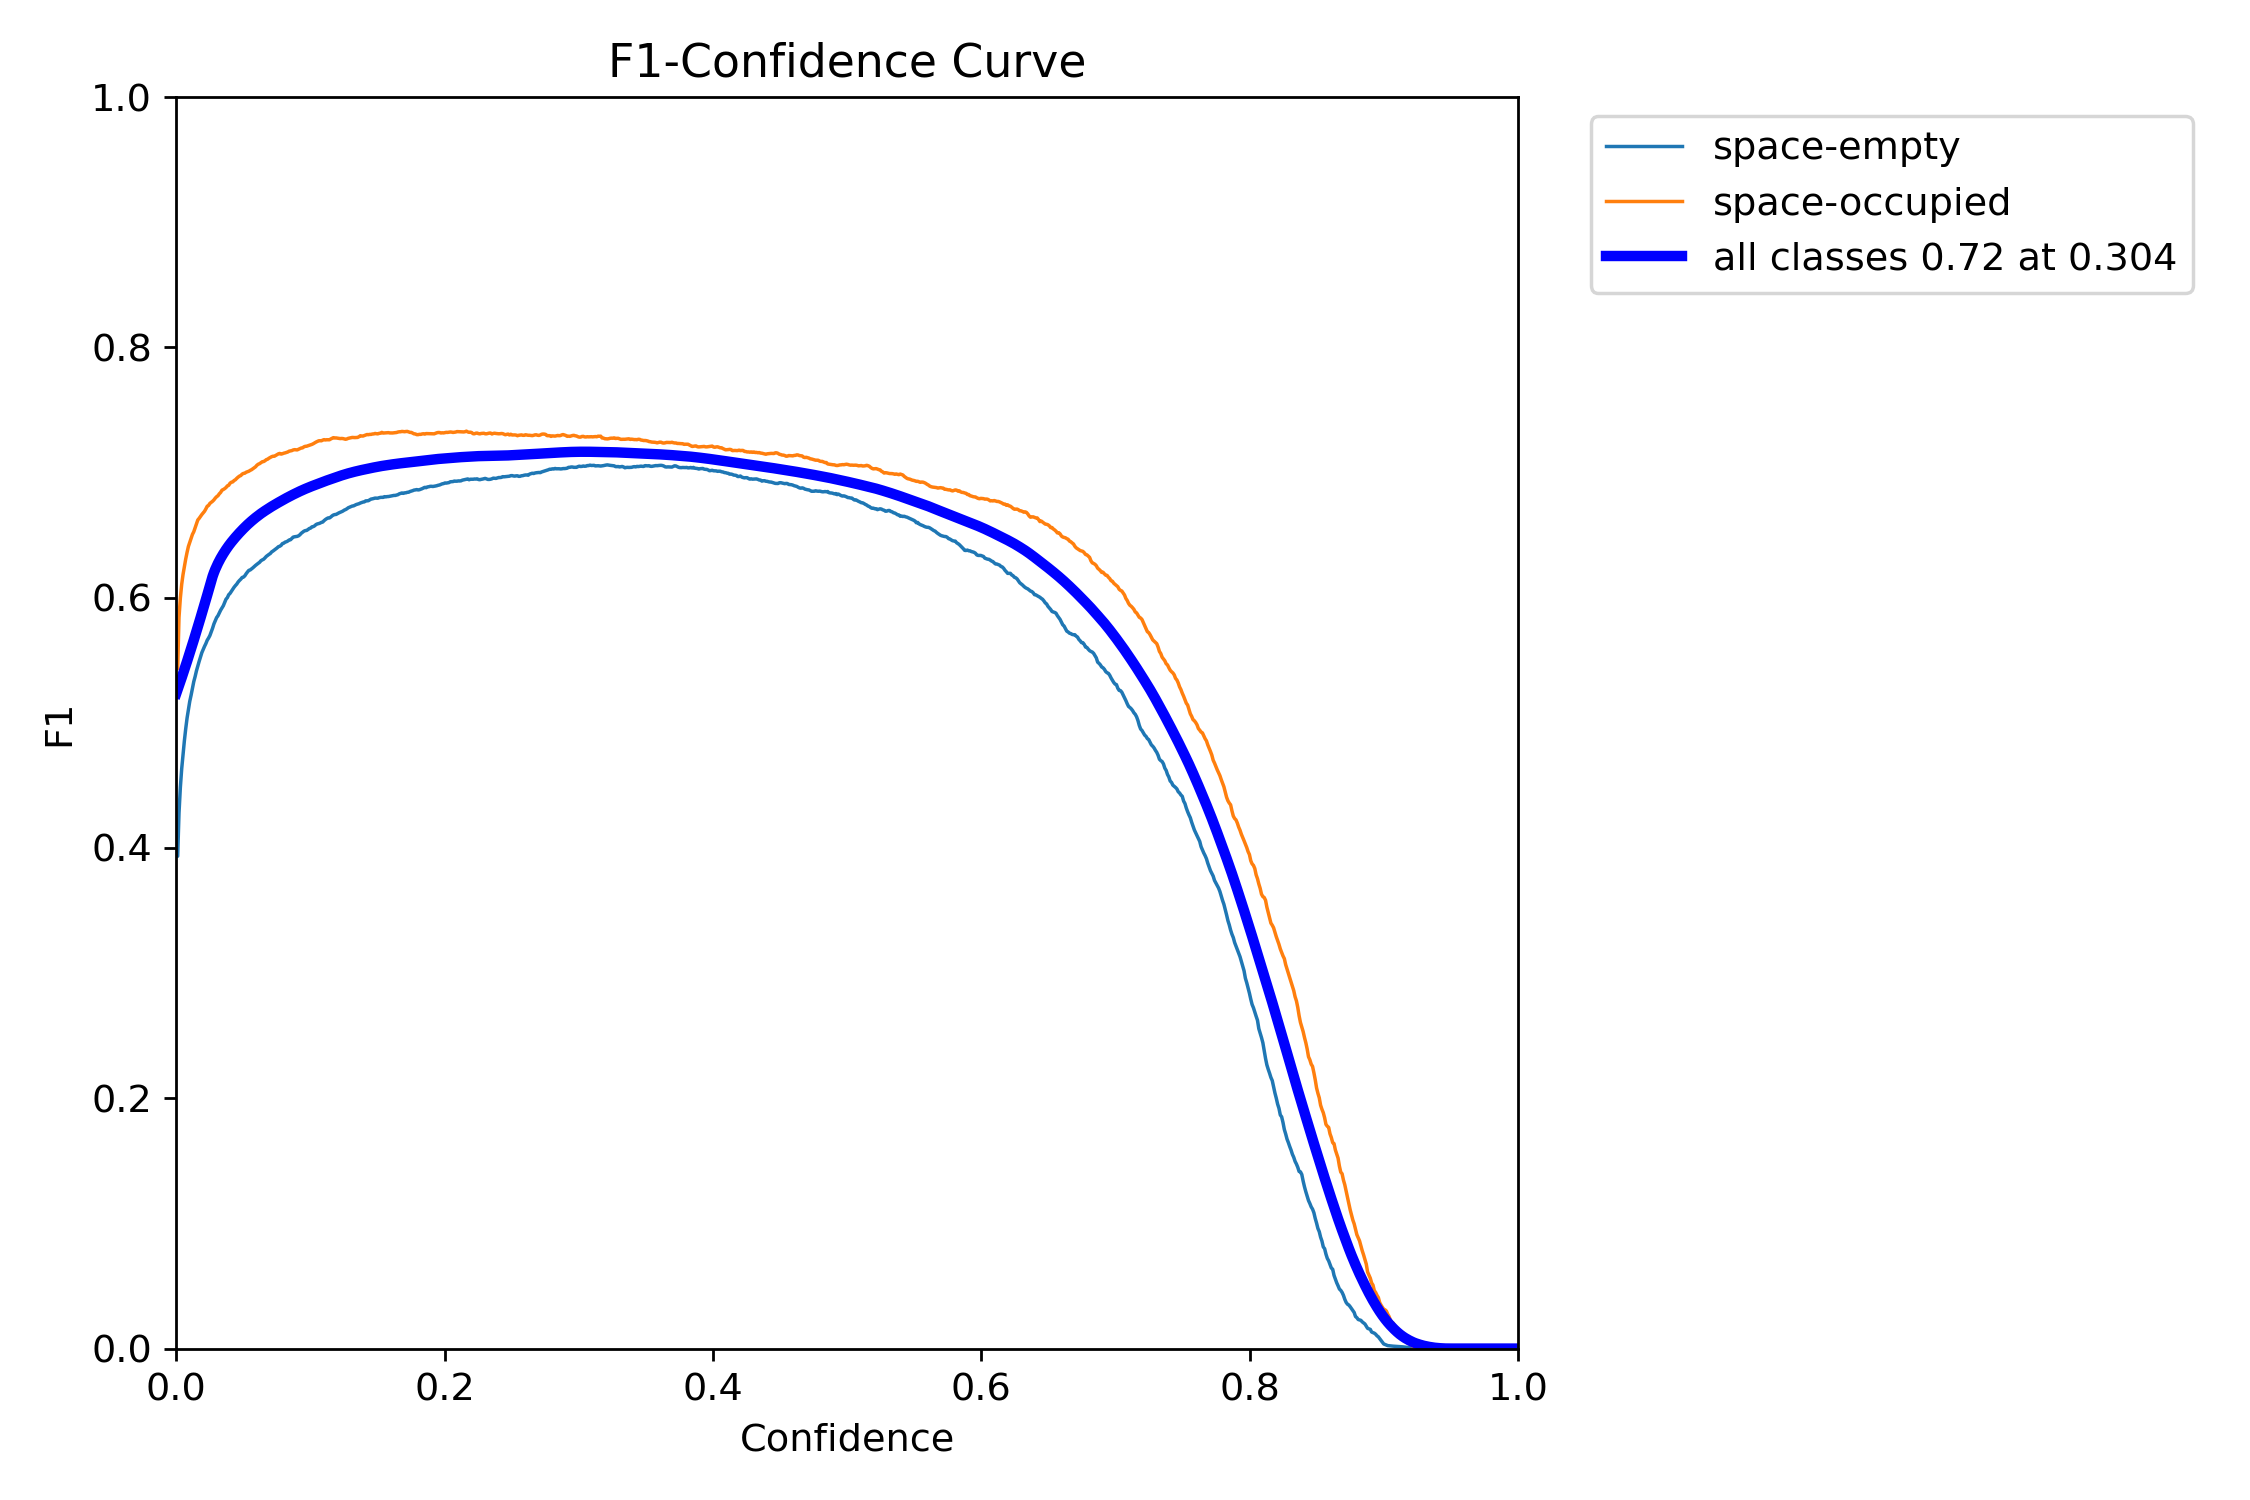 F1-Confidence Curve
1.0
0.8
0.6
0.4
0.2
0.0
F1
0.0 0.2 0.4 0.6 0.8 1.0
Confidence
space-empty
space-occupied
all classes 0.72 at 0.304